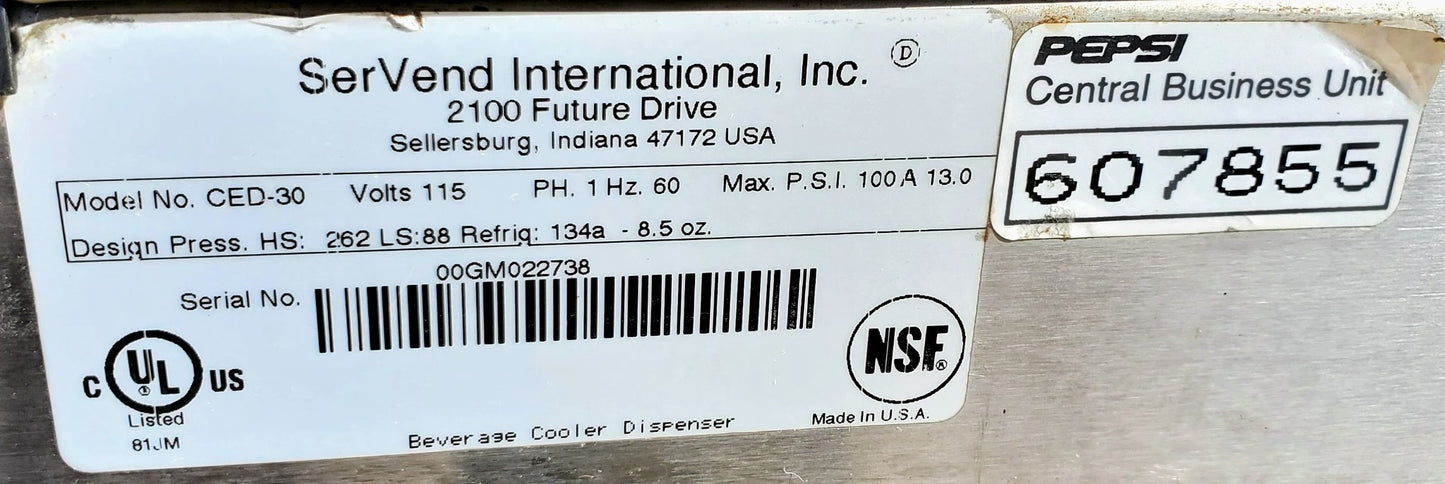 SerVend International, Inc. Ⓓ
2100 Future Drive
Sellersburg, Indiana 47172 USA
Model No. CED-30 Volts 115 PH. 1 Hz. 60 Max. P.S.I. 100 A 13.0
Design Press. HS: 262 LS:88 Refrig: 134a - 8.5 oz.
00GM022738
Serial No.
C UL ® US
Listed
81JM
NSF®
Made In U.S.A.
Beverage Cooler Dispenser
PEPSI
Central Business Unit
607855